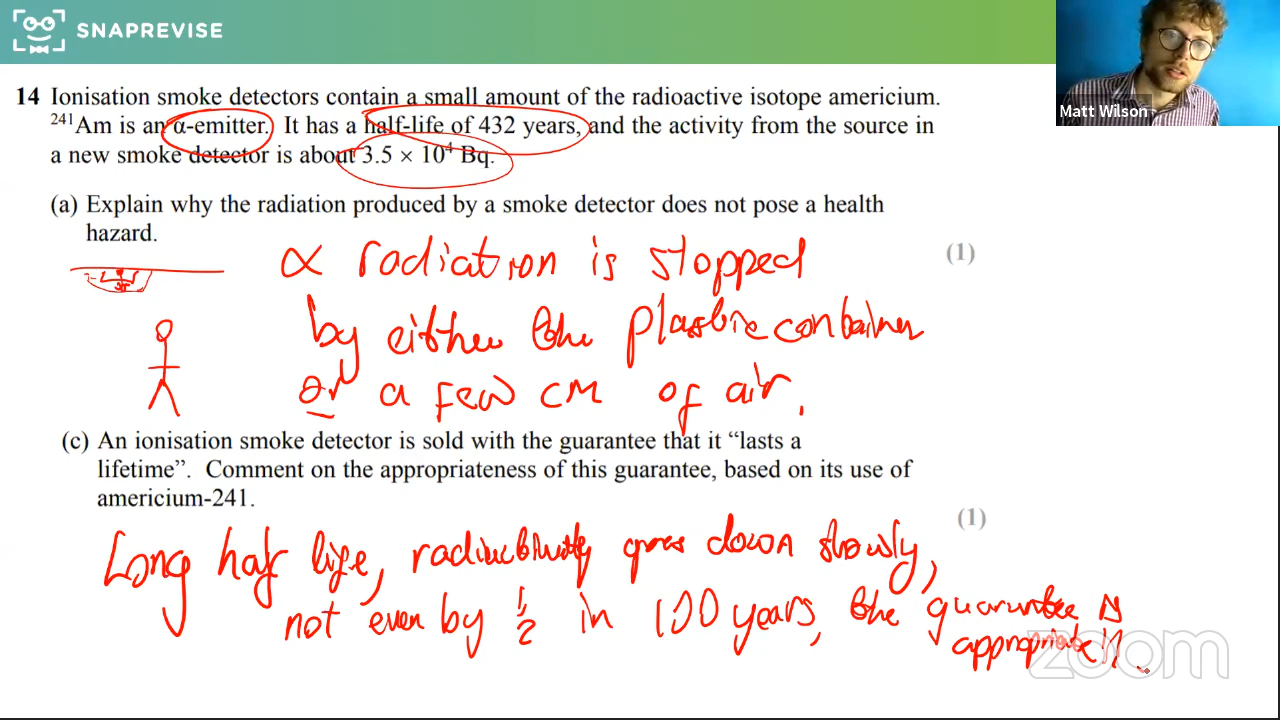 SNAPREVISE
Matt Wilson
14 Ionisation smoke detectors contain a small amount of the radioactive isotope americium.
²⁴¹Am is an α-emitter. It has a half-life of 432 years, and the activity from the source in
a new smoke detector is about 3.5 × 10⁴ Bq.
(a) Explain why the radiation produced by a smoke detector does not pose a health
hazard.
(1)
α radiation is stopped
by either the plastic container
or a few cm of air.
(c) An ionisation smoke detector is sold with the guarantee that it “lasts a
lifetime”. Comment on the appropriateness of this guarantee, based on its use of
americium-241.
(1)
Long half life, radioactivity goes down slowly,
not even by 1/2 in 100 years, the guarantee is
appropriate
zoom